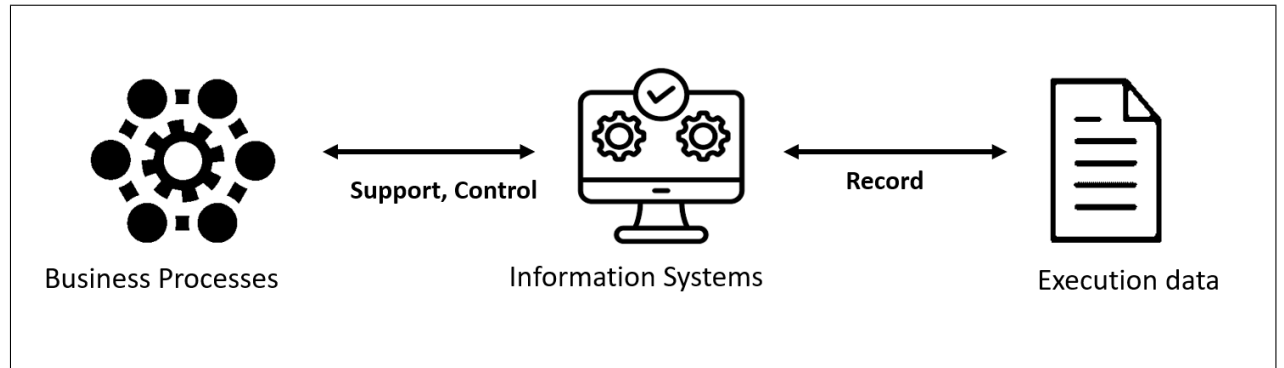 Support, Control
Record
Business Processes
Information Systems
Execution data